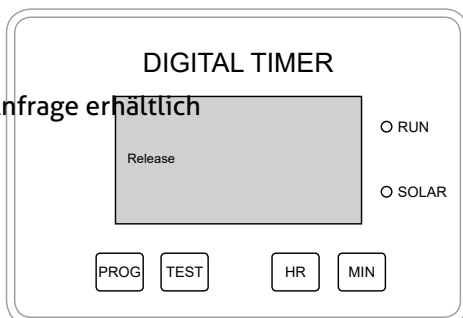 DIGITAL TIMER
nfrage erhältlich
RUN
Release
SOLAR
PROG TEST HR MIN